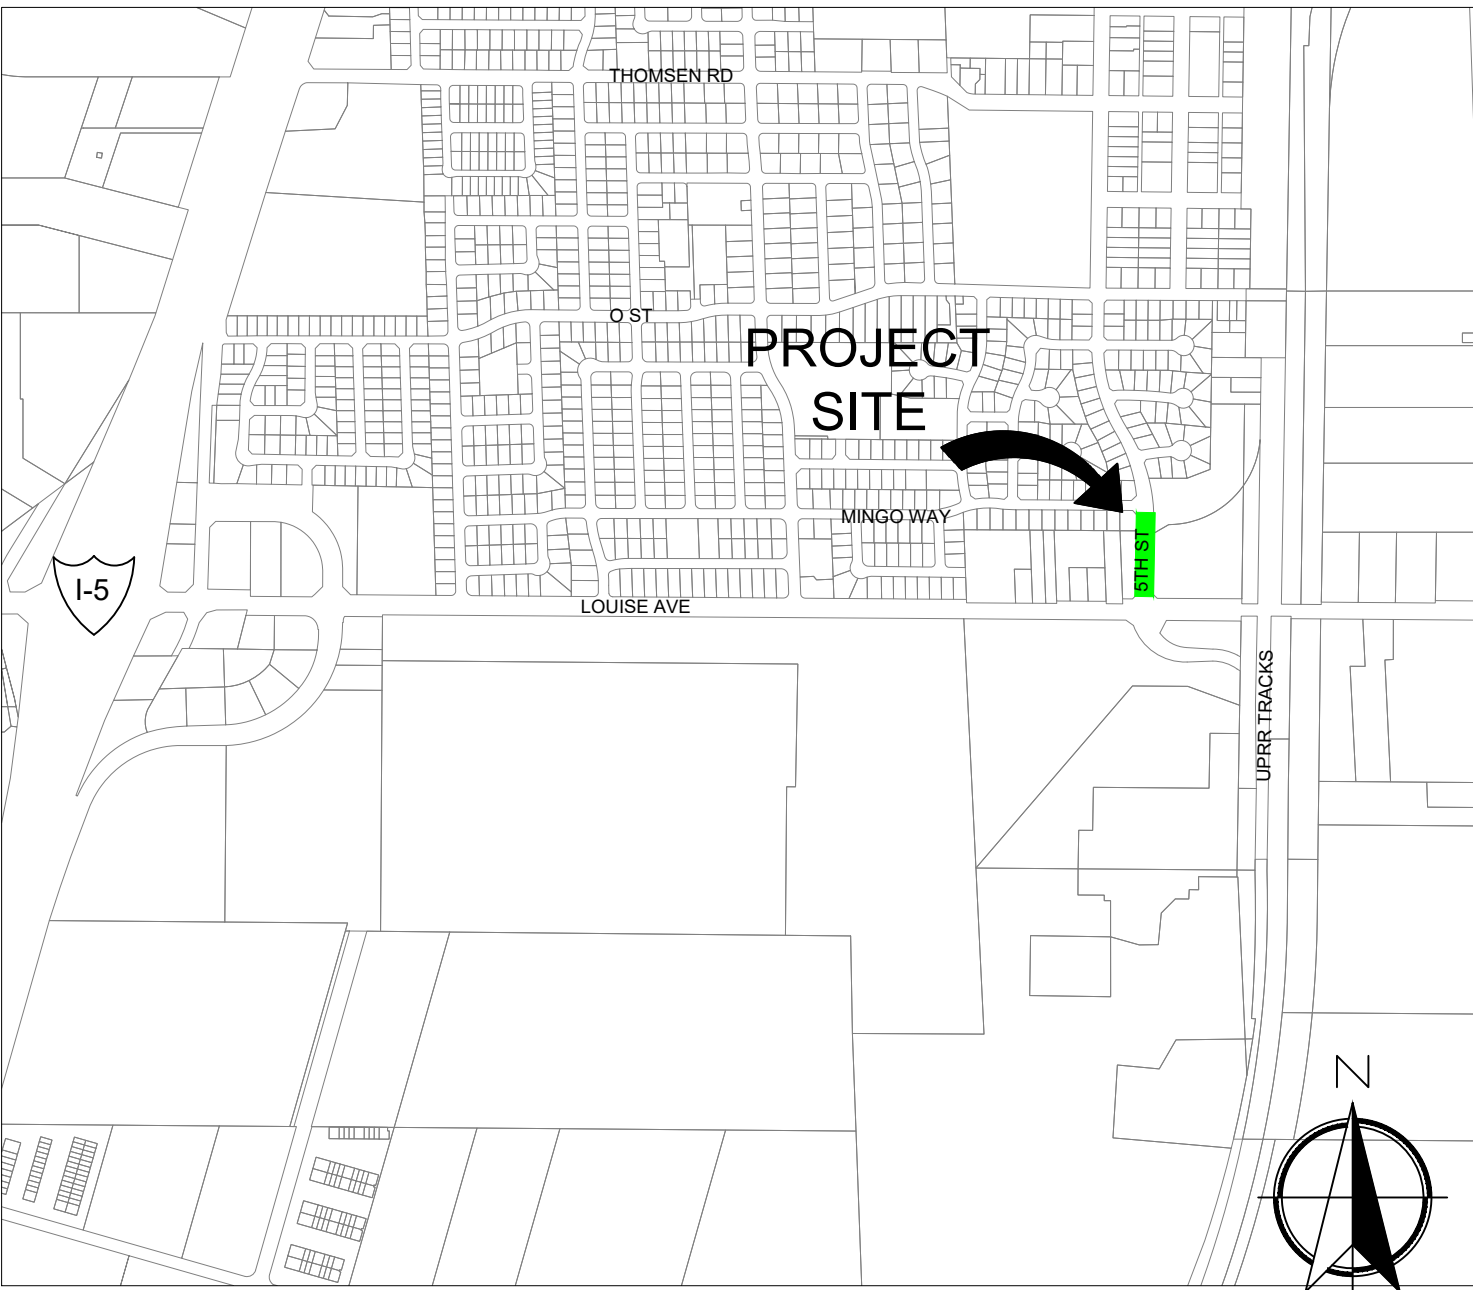 THOMSEN RD
O ST
PROJECT
SITE
MINGO WAY
5TH ST
I-5
LOUISE AVE
UPRR TRACKS
N